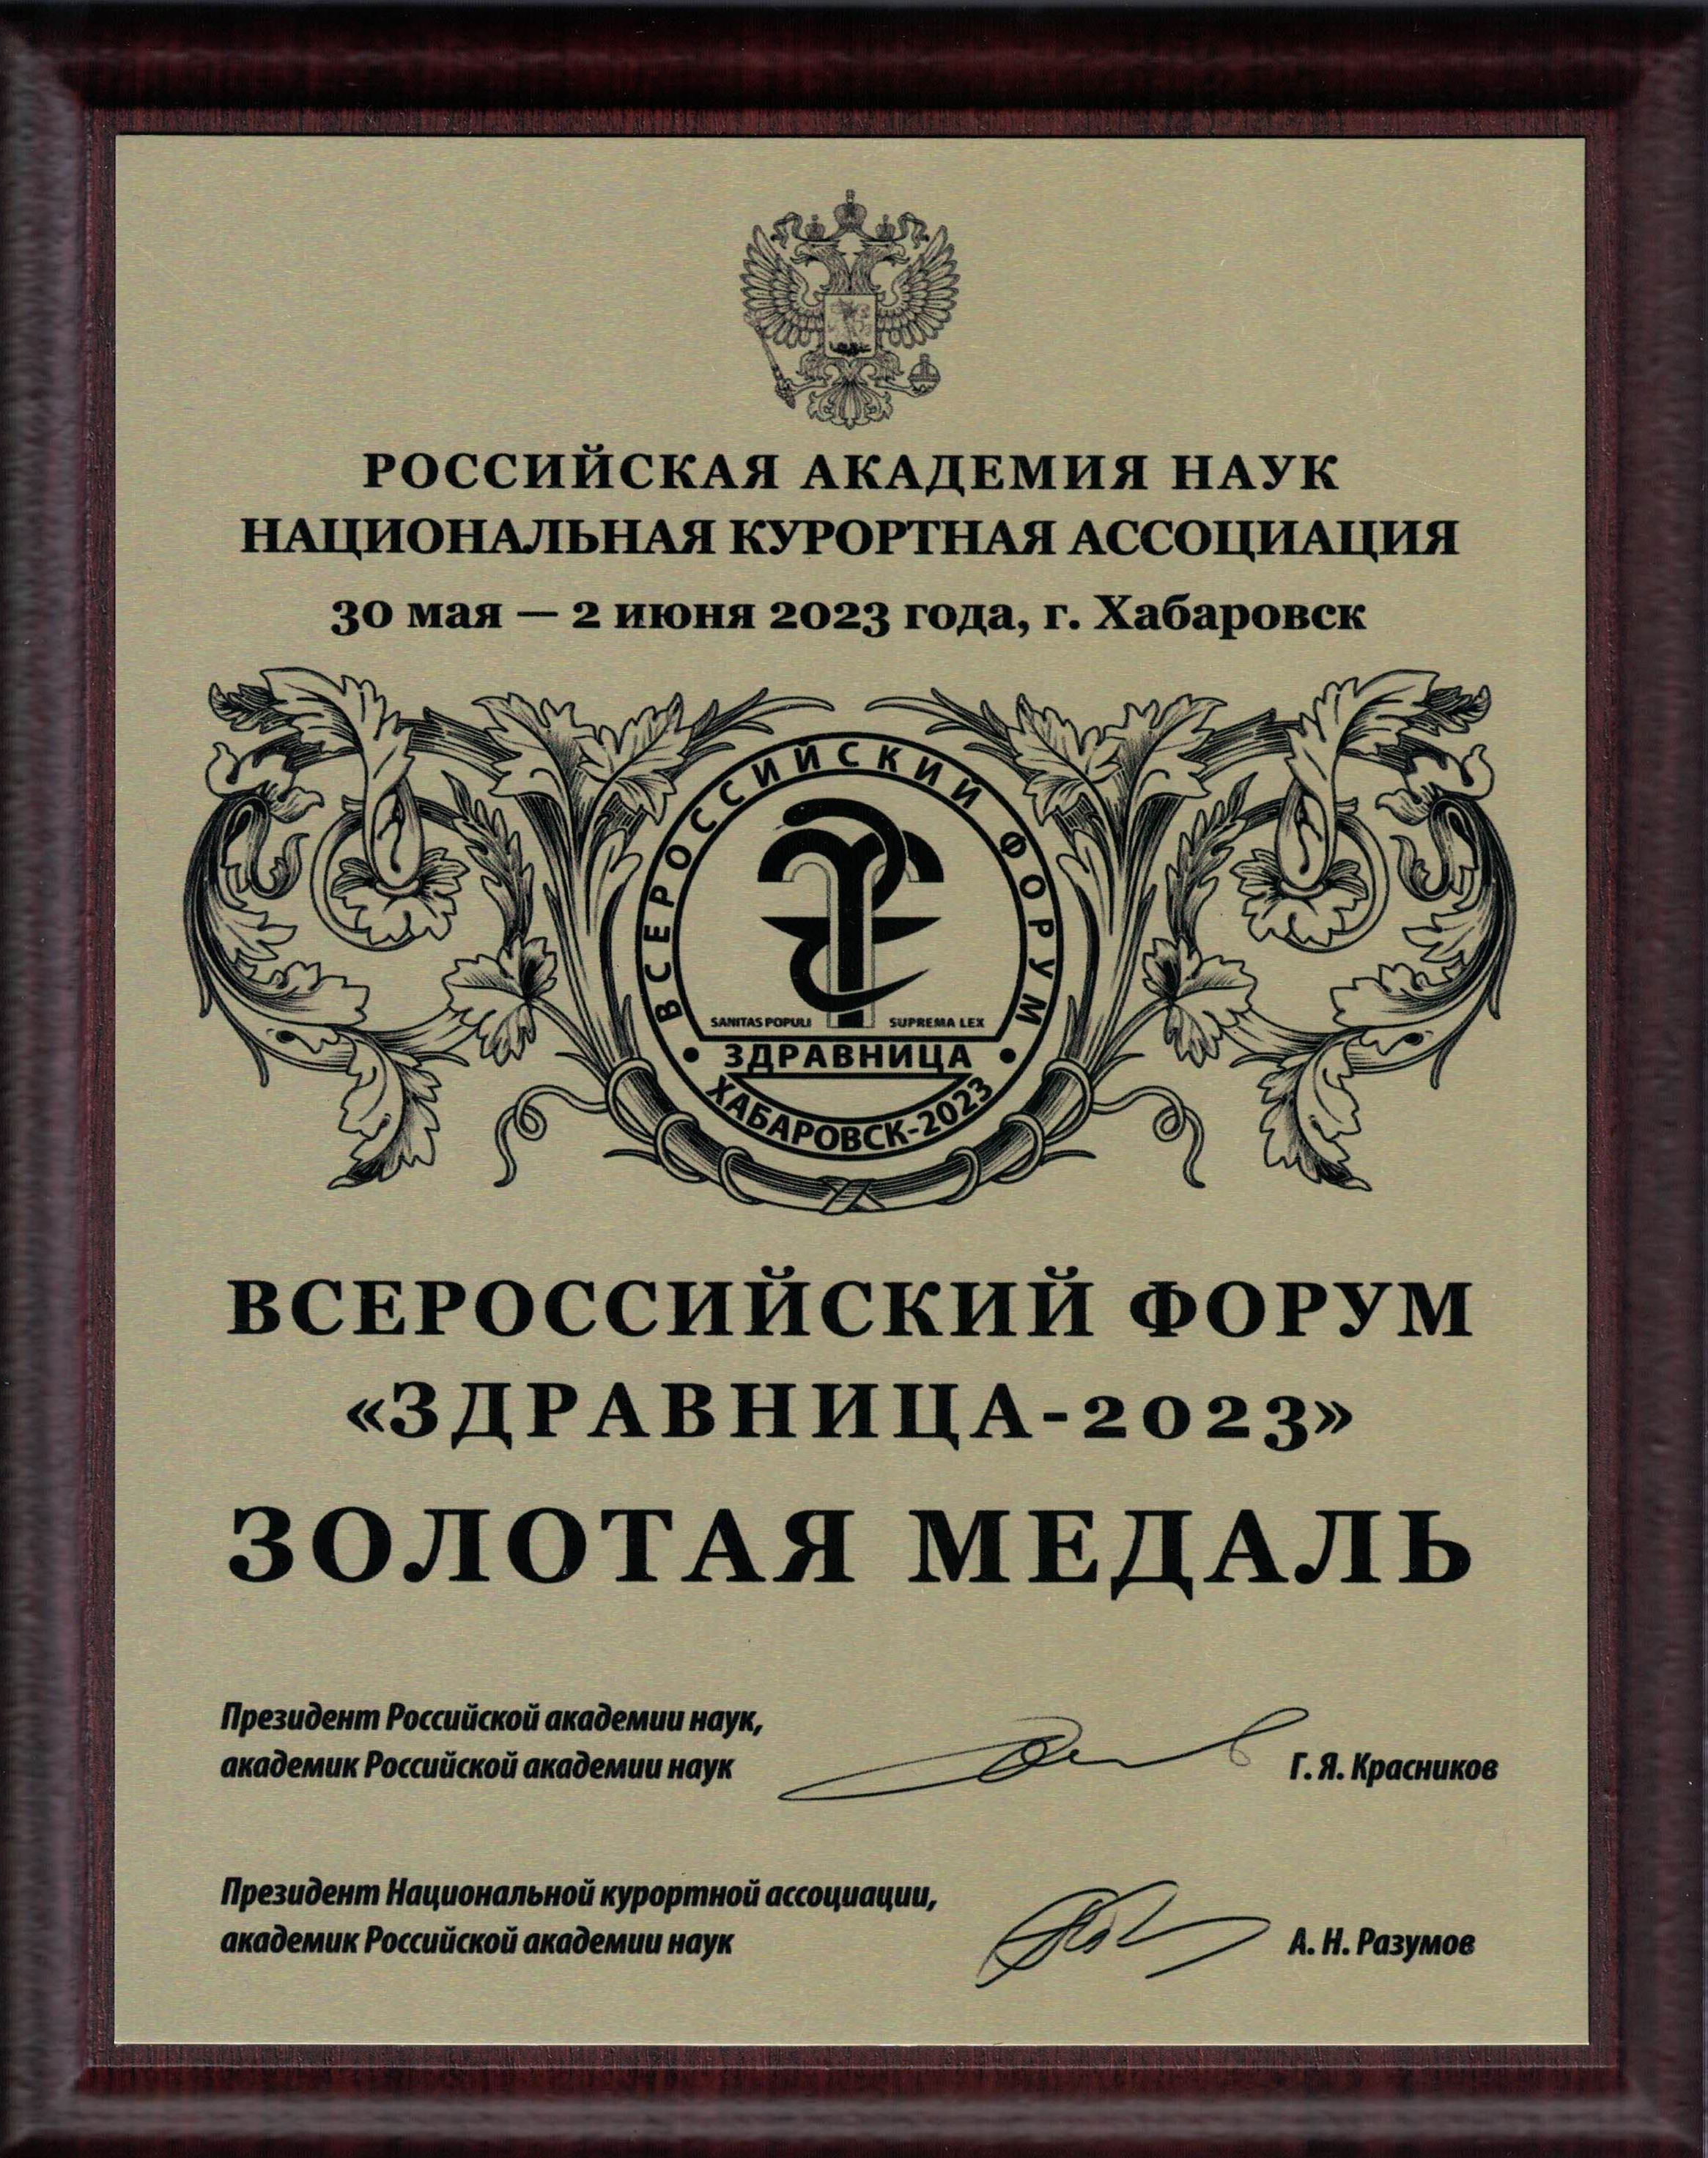 РОССИЙСКАЯ АКАДЕМИЯ НАУК
НАЦИОНАЛЬНАЯ КУРОРТНАЯ АССОЦИАЦИЯ
30 мая — 2 июня 2023 года, г. Хабаровск
ВСЕРОССИЙСКИЙ ФОРУМ
SANITAS POPULI SUPREMA LEX
• ЗДРАВНИЦА •
ХАБАРОВСК-2023
ВСЕРОССИЙСКИЙ ФОРУМ
«ЗДРАВНИЦА-2023»
ЗОЛОТАЯ МЕДАЛЬ
Президент Российской академии наук,
академик Российской академии наук Г. Я. Красников
Президент Национальной курортной ассоциации,
академик Российской академии наук А. Н. Разумов